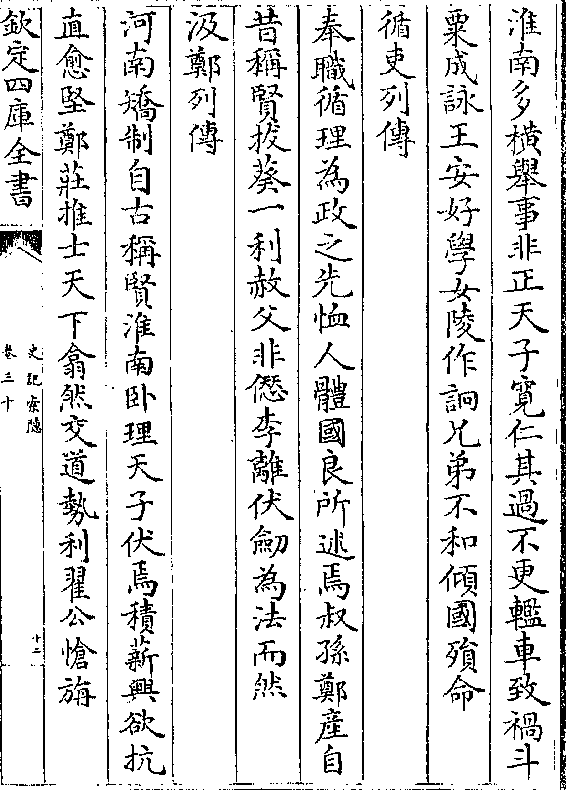 淮南多橫舉事非正天子寛仁其過不更轞車致禍斗
粟成詠王安好學女陵作詗兄弟不和傾國殞命
循吏列傳
奉職循理為政之先恤人體國良所述焉叔孫鄭産自
昔稱賢拔葵一利赦父非愆李離伏劒為法而然
汲鄭列傳
河南矯制自古稱賢淮南卧理天子伏焉積薪興歎抗
直愈堅鄭莊推士天下翕然交道勢利翟公愴旃
欽定四庫全書
史記索隱
卷三十
十二